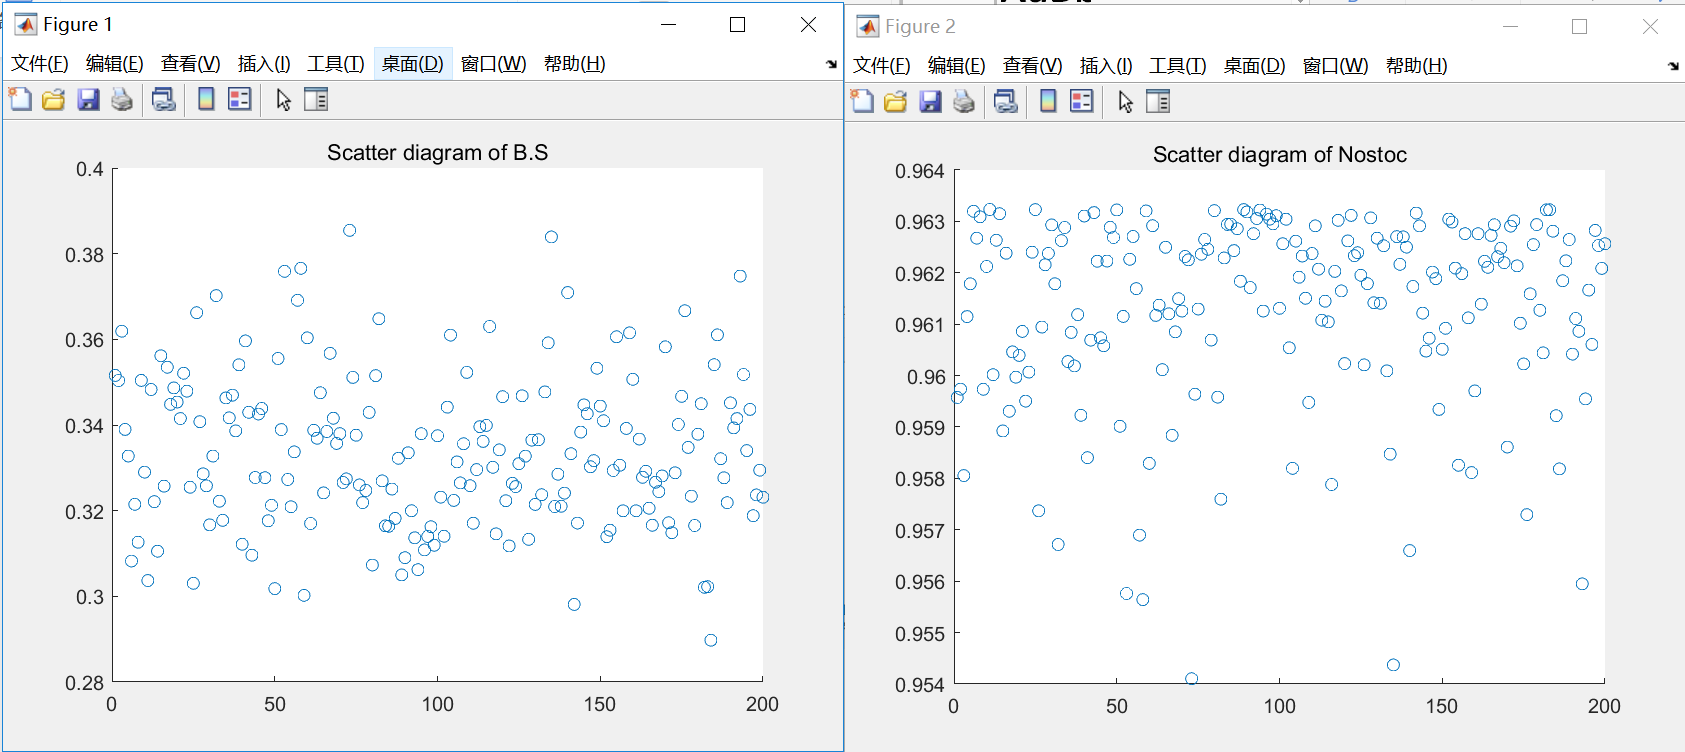 Figure 1
文件(F) 编辑(E) 查看(V) 插入(I) 工具(T) 桌面(D) 窗口(W) 帮助(H)
Scatter diagram of B.S
0.4
0.38
0.36
0.34
0.32
0.3
0.28
0 50 100 150 200
Figure 2
文件(F) 编辑(E) 查看(V) 插入(I) 工具(T) 桌面(D) 窗口(W) 帮助(H)
Scatter diagram of Nostoc
0.964
0.963
0.962
0.961
0.96
0.959
0.958
0.957
0.956
0.955
0.954
0 50 100 150 200